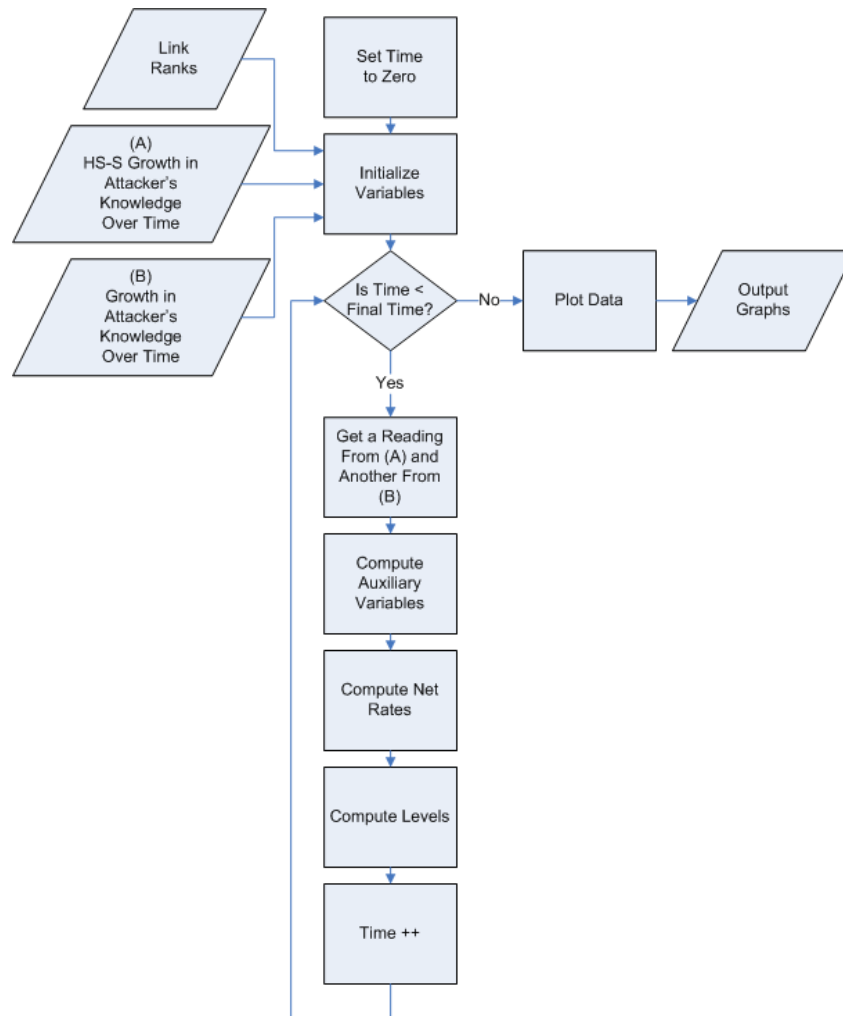 Link
Ranks
Set Time
to Zero
(A)
HS-S Growth in
Attacker's
Knowledge
Over Time
Initialize
Variables
(B)
Growth in
Attacker's
Knowledge
Over Time
Is Time <
Final Time?
No
Plot Data
Output
Graphs
Yes
Get a Reading
From (A) and
Another From
(B)
Compute
Auxiliary
Variables
Compute Net
Rates
Compute Levels
Time ++